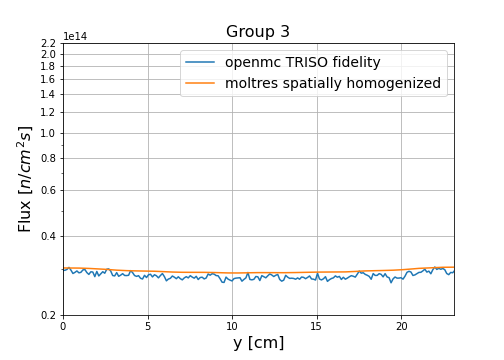 Group 3
1e14
2.2
2.0
1.8
1.6
1.4
1.2
1.0
0.8
0.6
0.4
0.2
Flux [n/cm²s]
openmc TRISO fidelity
moltres spatially homogenized
0 5 10 15 20
y [cm]